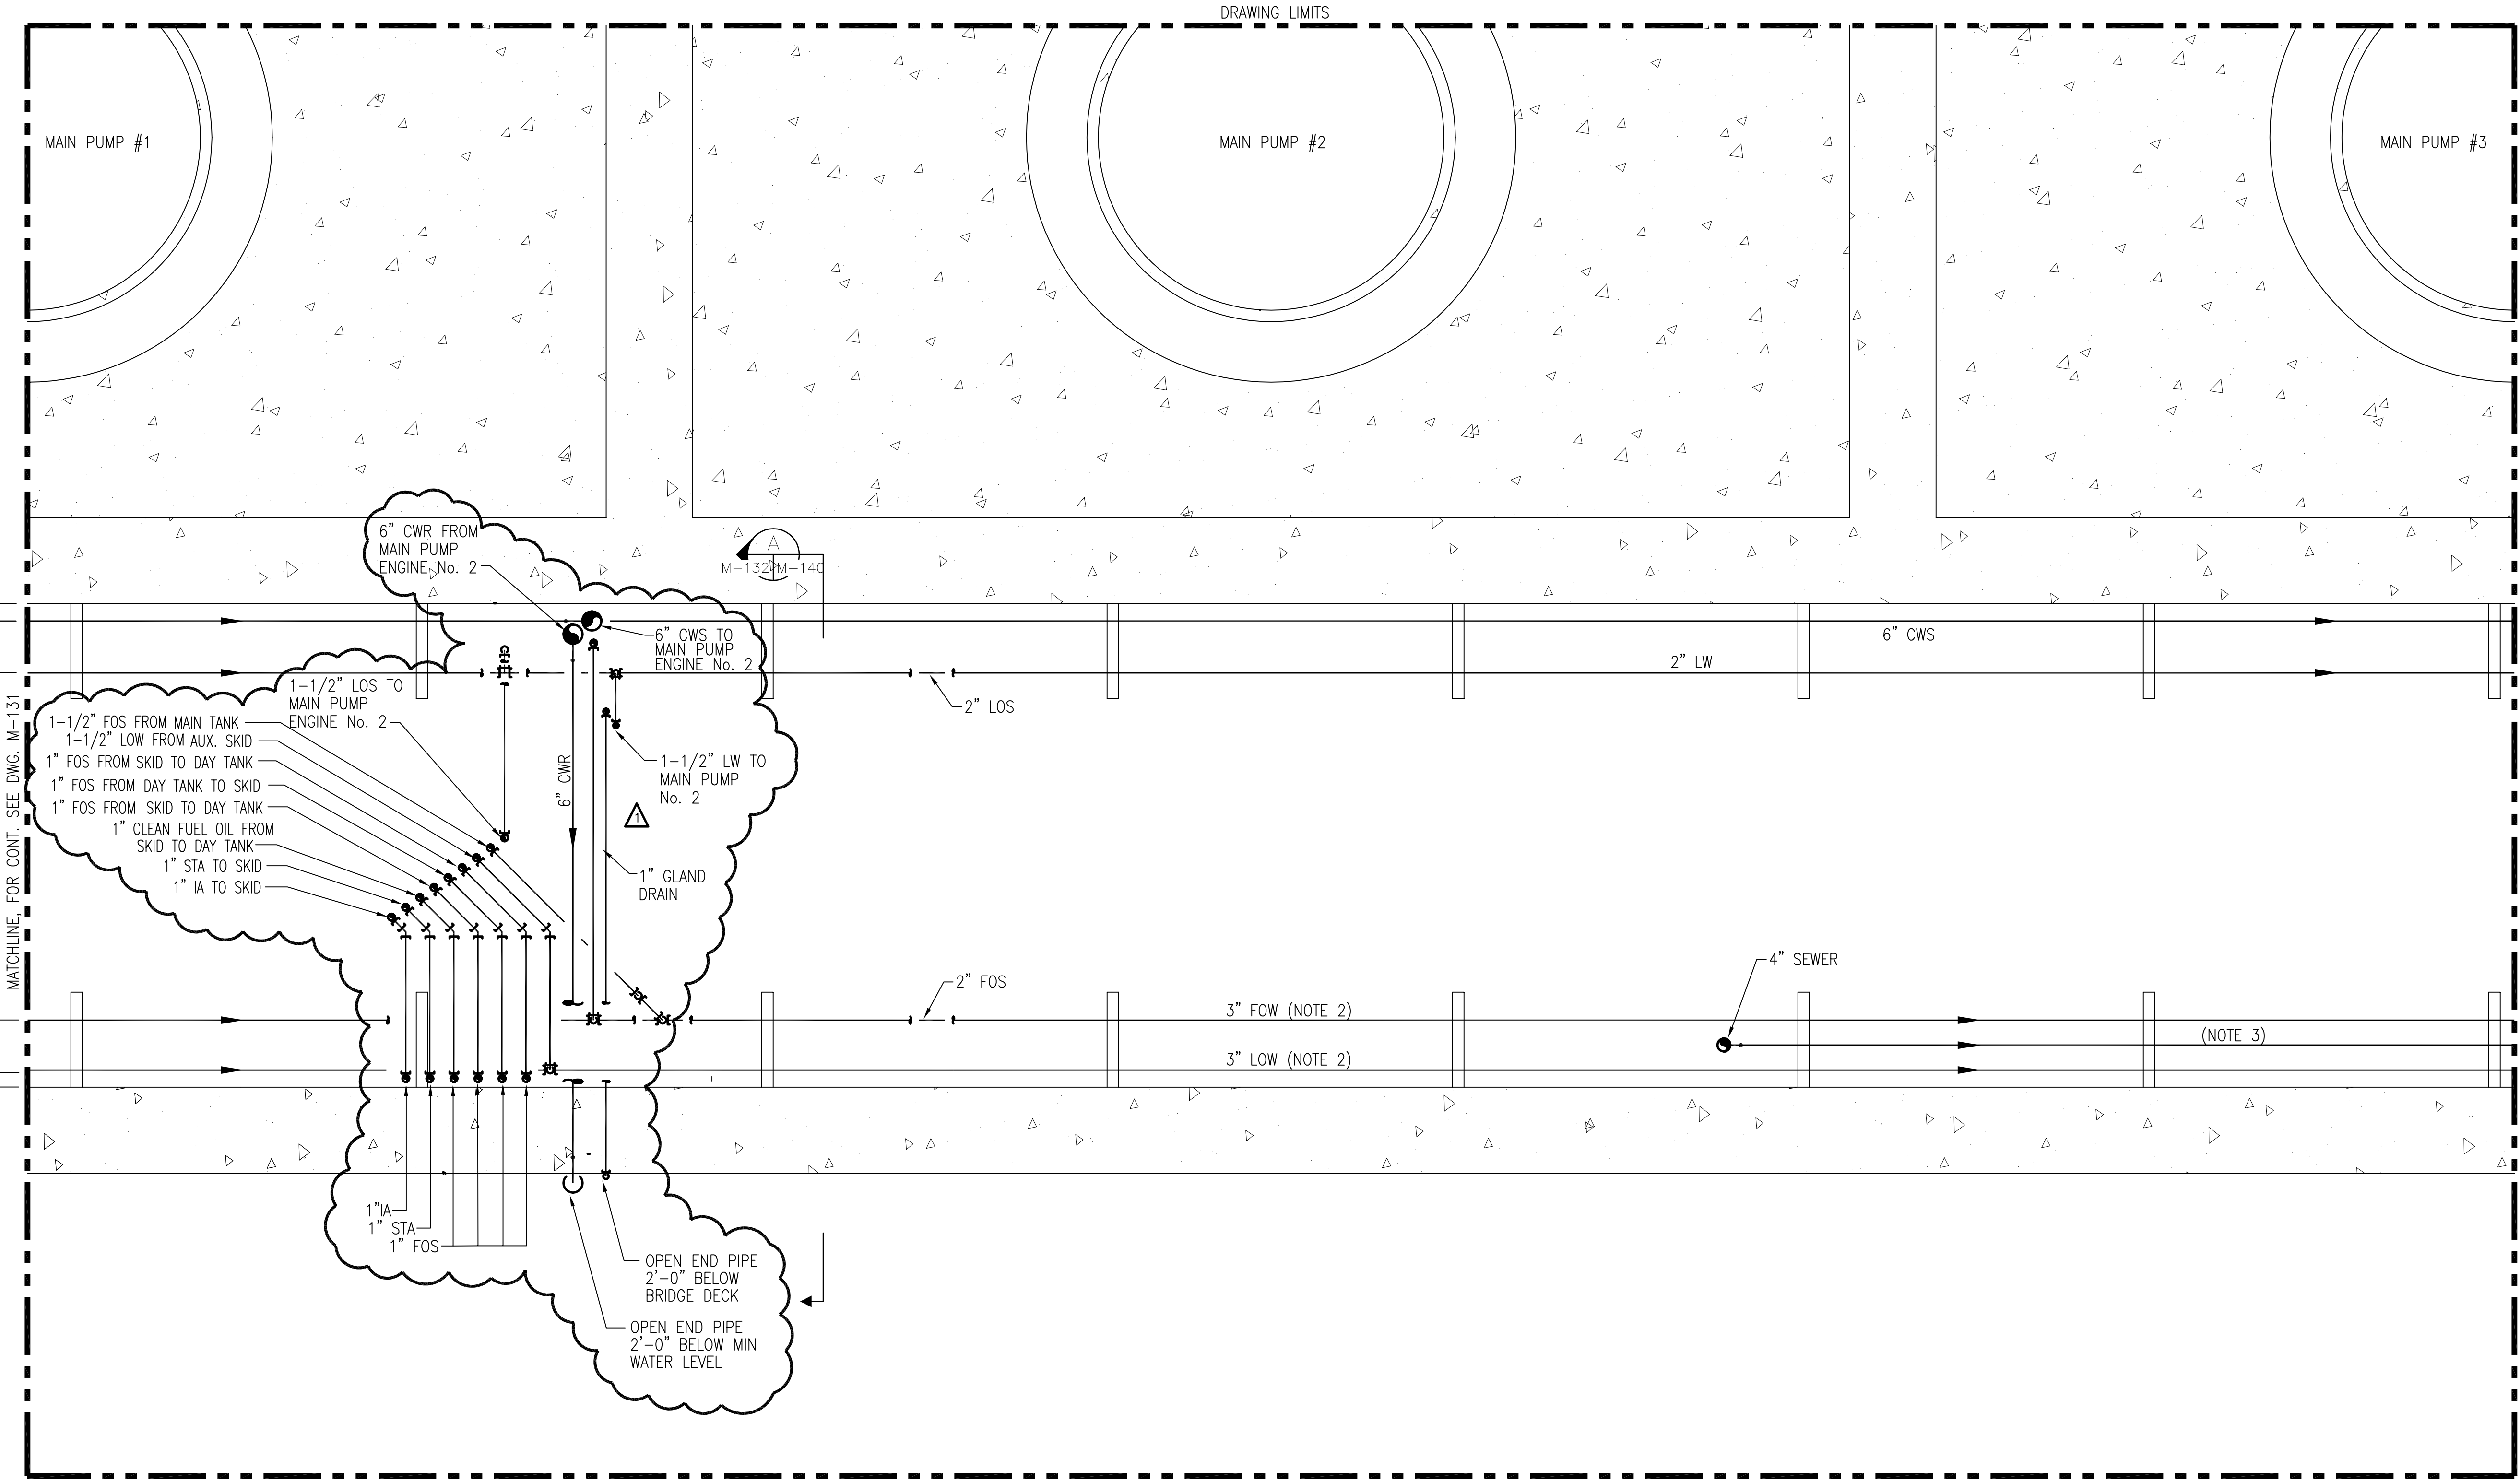 DRAWING LIMITS
MAIN PUMP #1
MAIN PUMP #2
MAIN PUMP #3
6" CWR FROM
MAIN PUMP
ENGINE No. 2
A
M-132 M-140
6" CWS TO
MAIN PUMP
ENGINE No. 2
6" CWS
2" LW
2" LOS
1-1/2" LOS TO
MAIN PUMP
ENGINE No. 2
1-1/2" FOS FROM MAIN TANK
1-1/2" LOW FROM AUX. SKID
1" FOS FROM SKID TO DAY TANK
1" FOS FROM DAY TANK TO SKID
1" FOS FROM SKID TO DAY TANK
1" CLEAN FUEL OIL FROM
SKID TO DAY TANK
1" STA TO SKID
1" IA TO SKID
MATCHLINE, FOR CONT. SEE DWG. M-131
6" CWR
1-1/2" LW TO
MAIN PUMP
No. 2
1
1" GLAND
DRAIN
4" SEWER
2" FOS
3" FOW (NOTE 2)
(NOTE 3)
3" LOW (NOTE 2)
1"IA
1" STA
1" FOS
OPEN END PIPE
2'-0" BELOW
BRIDGE DECK
OPEN END PIPE
2'-0" BELOW MIN
WATER LEVEL